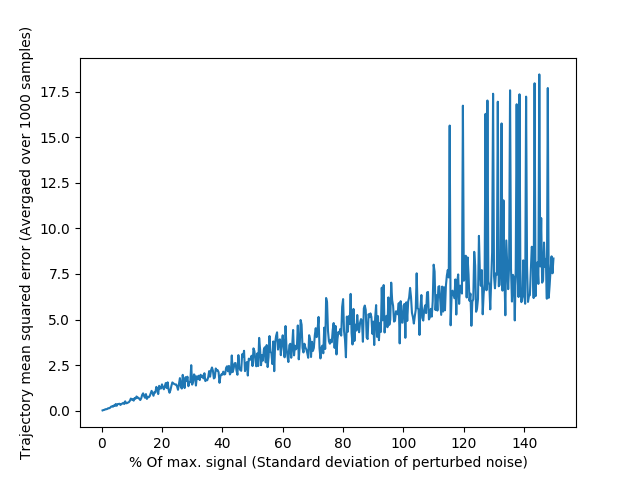 Trajectory mean squared error (Avergaed over 1000 samples)
17.5
15.0
12.5
10.0
7.5
5.0
2.5
0.0
0 20 40 60 80 100 120 140
% Of max. signal (Standard deviation of perturbed noise)